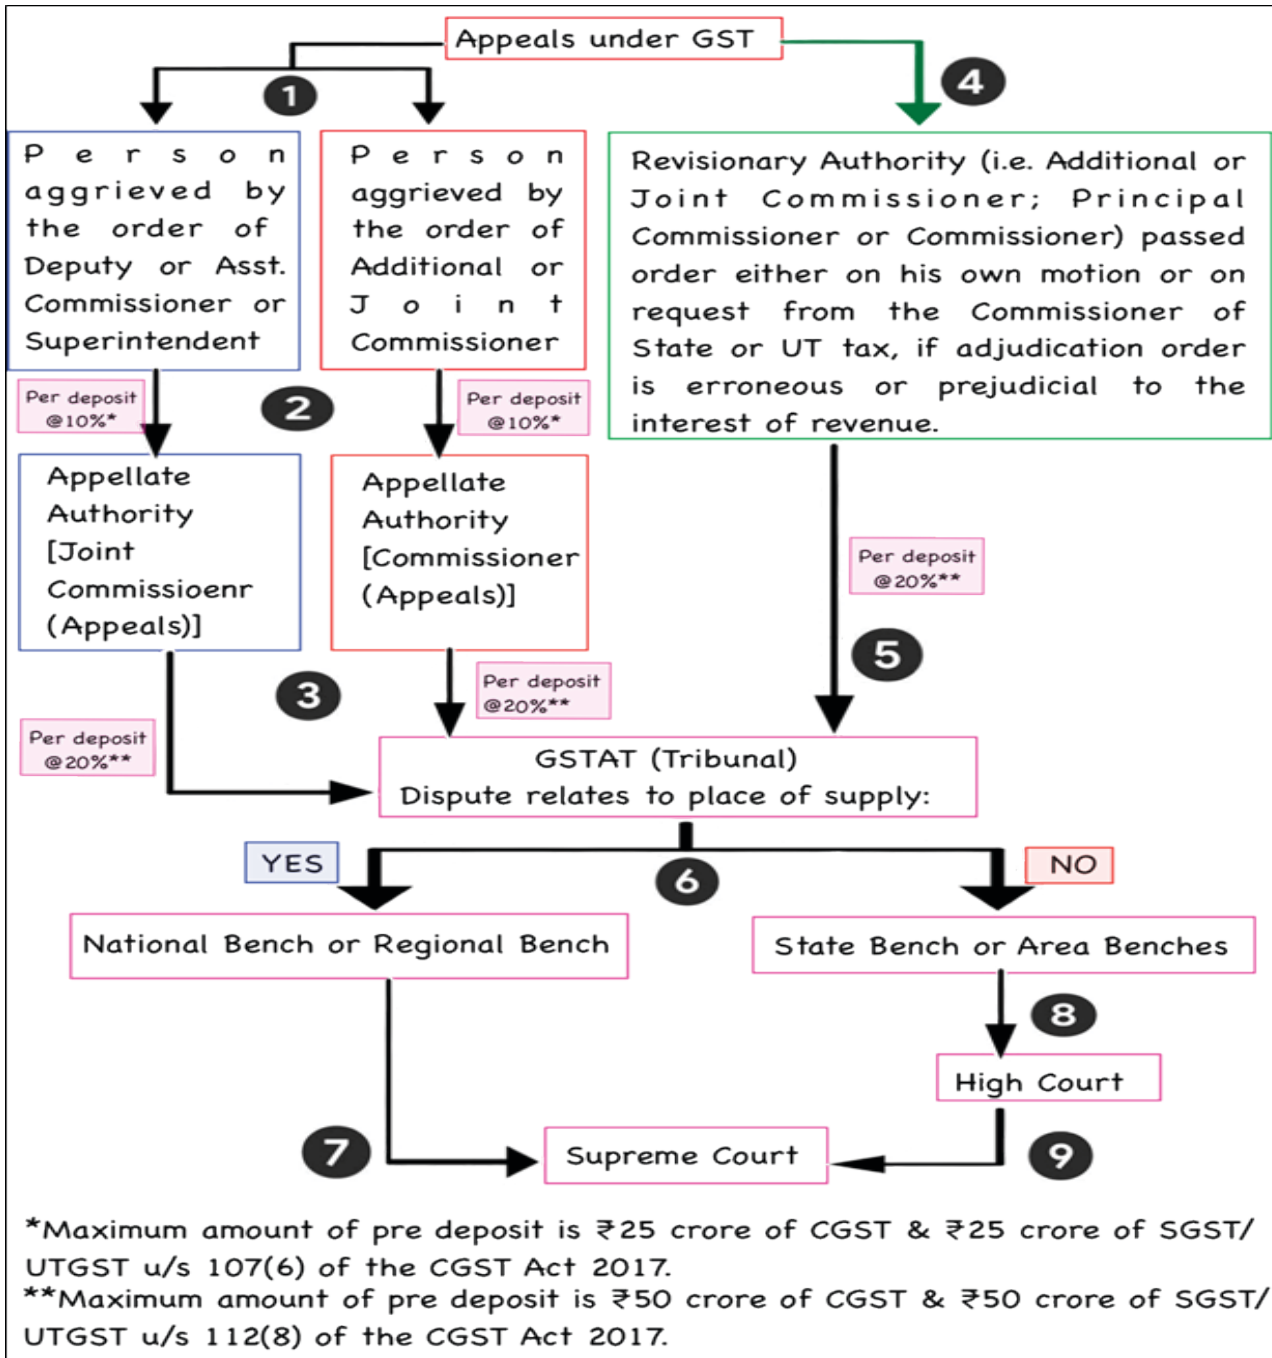 Appeals under GST
1
4
Person
aggrieved by
the order of
Deputy or Asst.
Commissioner or
Superintendent
Person
aggrieved by
the order of
Additional or
Joint
Commissioner
Revisionary Authority (i.e. Additional or
Joint Commissioner; Principal
Commissioner or Commissioner) passed
order either on his own motion or on
request from the Commissioner of
State or UT tax, if adjudication order
is erroneous or prejudicial to the
interest of revenue.
Per deposit
@10%*
2
Per deposit
@10%*
Appellate
Authority
[Joint
Commissioenr
(Appeals)]
Appellate
Authority
[Commissioner
(Appeals)]
Per deposit
@20%**
5
3
Per deposit
@20%**
Per deposit
@20%**
GSTAT (Tribunal)
Dispute relates to place of supply:
YES
6
NO
National Bench or Regional Bench
State Bench or Area Benches
8
High Court
7
Supreme Court
9
*Maximum amount of pre deposit is ₹25 crore of CGST & ₹25 crore of SGST/
UTGST u/s 107(6) of the CGST Act 2017.
**Maximum amount of pre deposit is ₹50 crore of CGST & ₹50 crore of SGST/
UTGST u/s 112(8) of the CGST Act 2017.